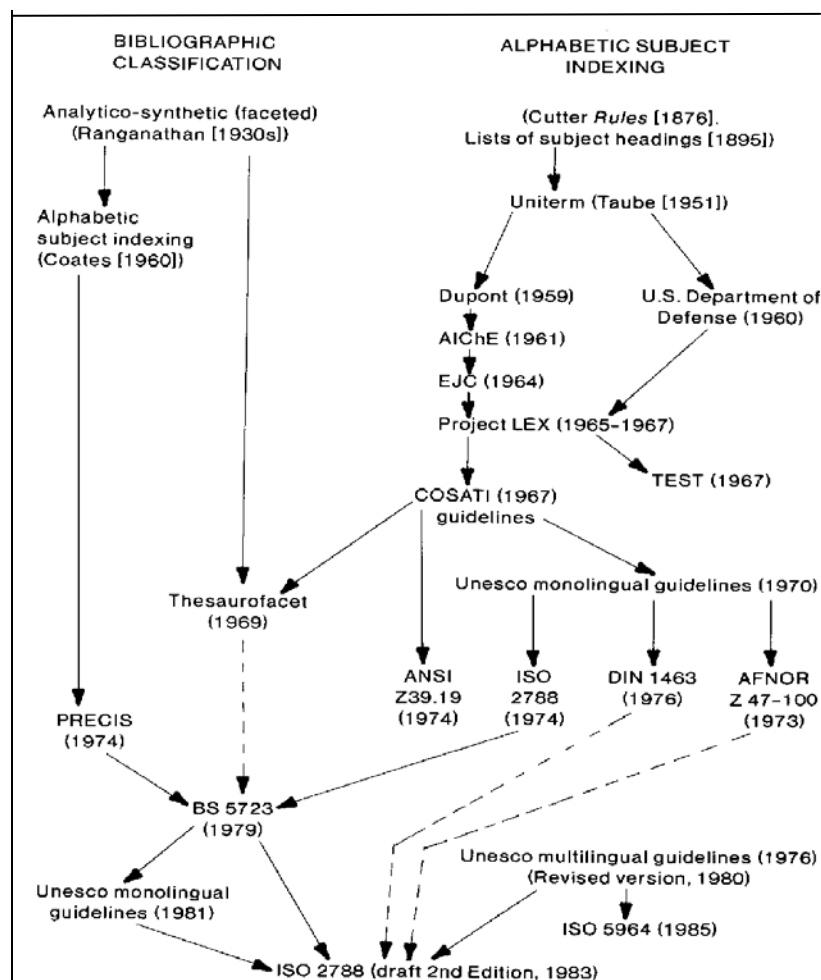 BIBLIOGRAPHIC
CLASSIFICATION
ALPHABETIC SUBJECT
INDEXING
Analytico-synthetic (faceted)
(Ranganathan [1930s])
(Cutter Rules [1876].
Lists of subject headings [1895])
Alphabetic
subject indexing
(Coates [1960])
Uniterm (Taube [1951])
Dupont (1959)
U.S. Department of
Defense (1960)
AIChE (1961)
EJC (1964)
Project LEX (1965–1967)
TEST (1967)
COSATI (1967)
guidelines
Thesaurofacet
(1969)
Unesco monolingual guidelines (1970)
ANSI
Z39.19
(1974)
ISO
2788
(1974)
DIN 1463
(1976)
AFNOR
Z 47–100
(1973)
PRECIS
(1974)
BS 5723
(1979)
Unesco multilingual guidelines (1976)
(Revised version, 1980)
Unesco monolingual
guidelines (1981)
ISO 5964 (1985)
ISO 2788 (draft 2nd Edition, 1983)